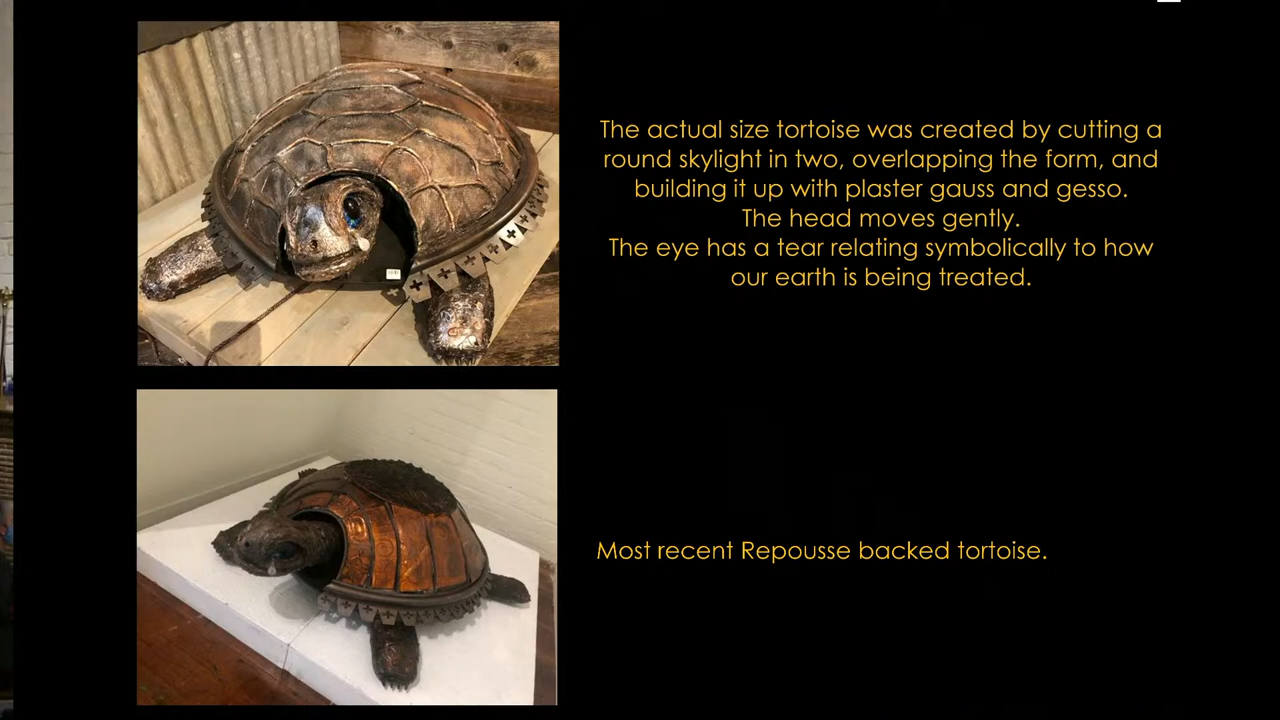 The actual size tortoise was created by cutting a
round skylight in two, overlapping the form, and
building it up with plaster gauss and gesso.
The head moves gently.
The eye has a tear relating symbolically to how
our earth is being treated.
Most recent Repousse backed tortoise.